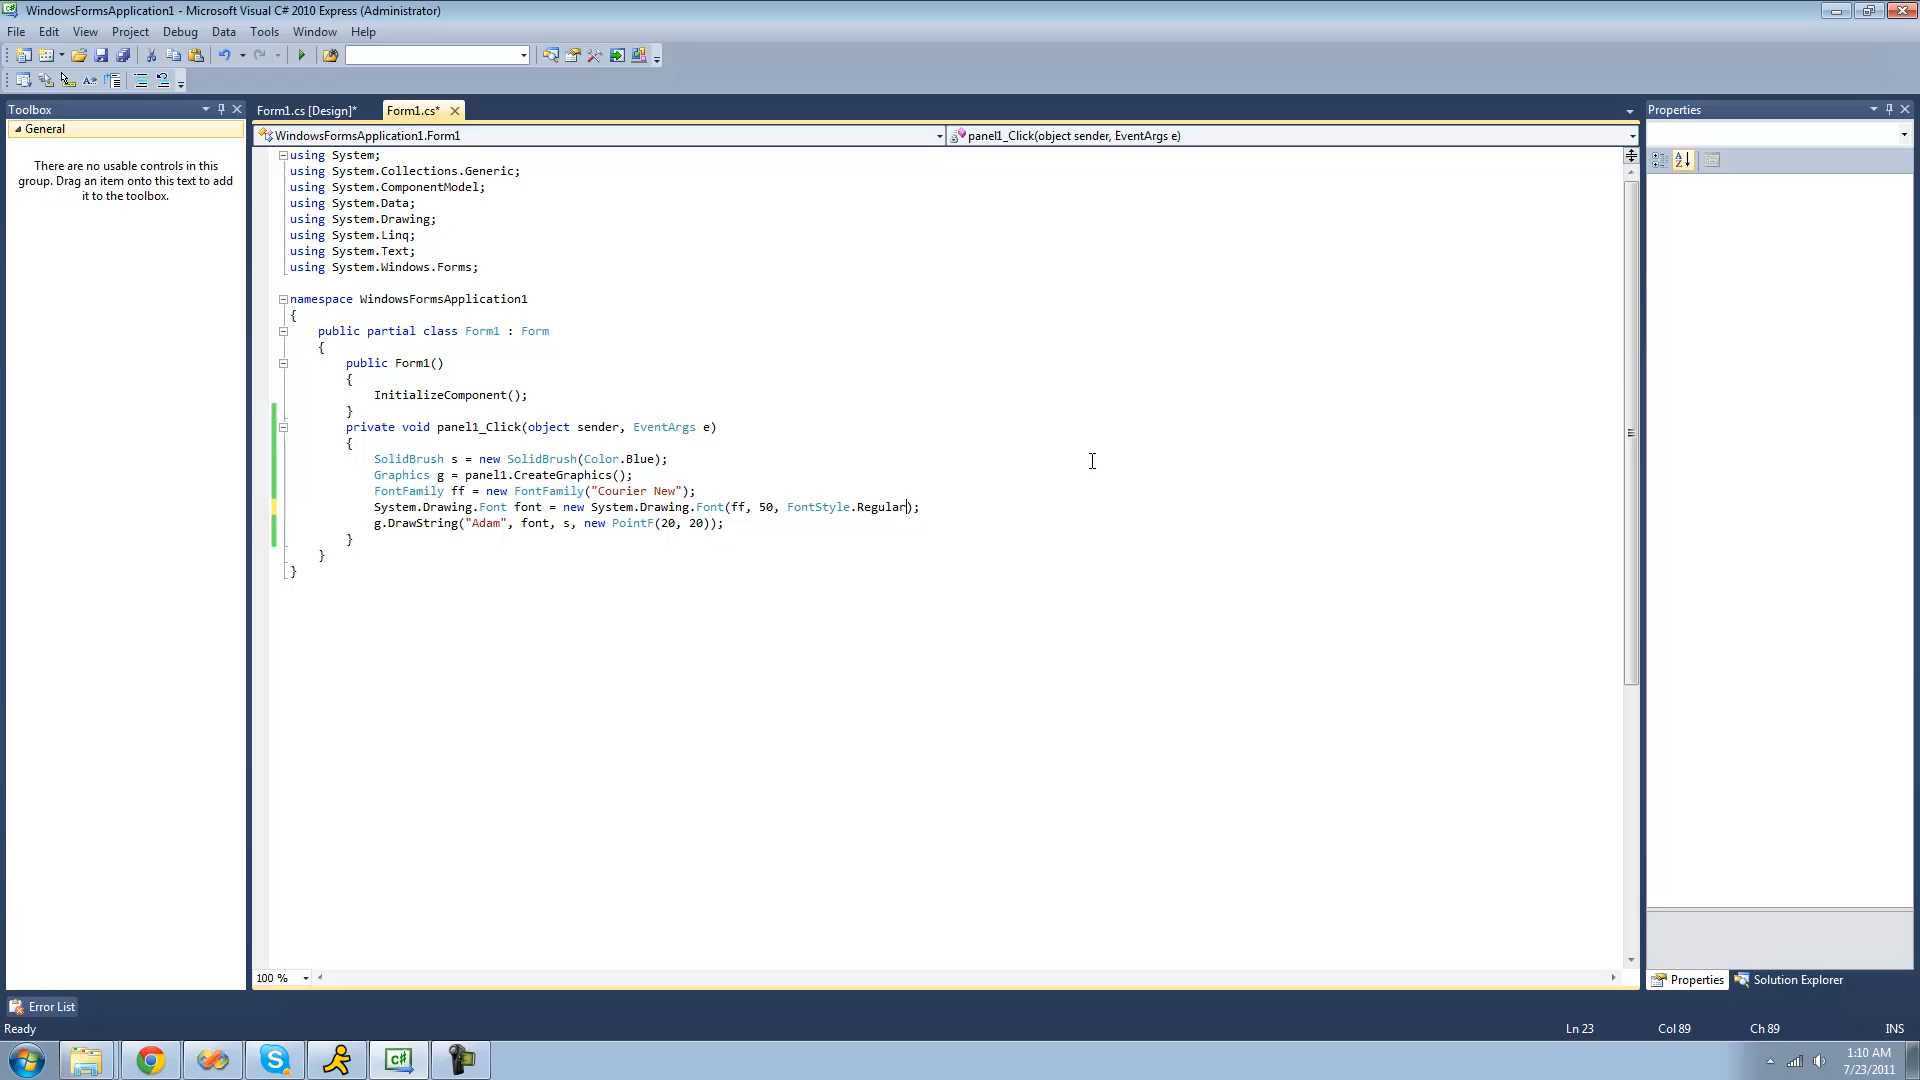 WindowsFormsApplication1 - Microsoft Visual C# 2010 Express (Administrator)
File Edit View Project Debug Data Tools Window Help
Toolbox
General
There are no usable controls in this
group. Drag an item onto this text to add
it to the toolbox.
Form1.cs [Design]* Form1.cs*
WindowsFormsApplication1.Form1 panel1_Click(object sender, EventArgs e)
using System;
using System.Collections.Generic;
using System.ComponentModel;
using System.Data;
using System.Drawing;
using System.Linq;
using System.Text;
using System.Windows.Forms;
namespace WindowsFormsApplication1
{
public partial class Form1 : Form
{
public Form1()
{
InitializeComponent();
}
private void panel1_Click(object sender, EventArgs e)
{
SolidBrush s = new SolidBrush(Color.Blue);
Graphics g = panel1.CreateGraphics();
FontFamily ff = new FontFamily("Courier New");
System.Drawing.Font font = new System.Drawing.Font(ff, 50, FontStyle.Regular);
g.DrawString("Adam", font, s, new PointF(20, 20));
}
}
}
100 %
Properties
Properties Solution Explorer
Error List
Ready Ln 23 Col 89 Ch 89 INS
1:10 AM
7/23/2011